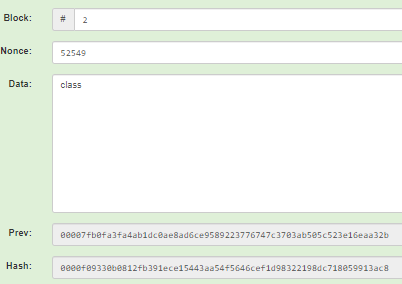 Block: # 2
Nonce: 52549
Data: class
Prev: 00007fb0fa3fa4ab1dc0ae8ad6ce9589223776747c3703ab505c523e16eaa32b
Hash: 0000f09330b0812fb391ece15443aa54f5646cef1d98322198dc718059913ac8